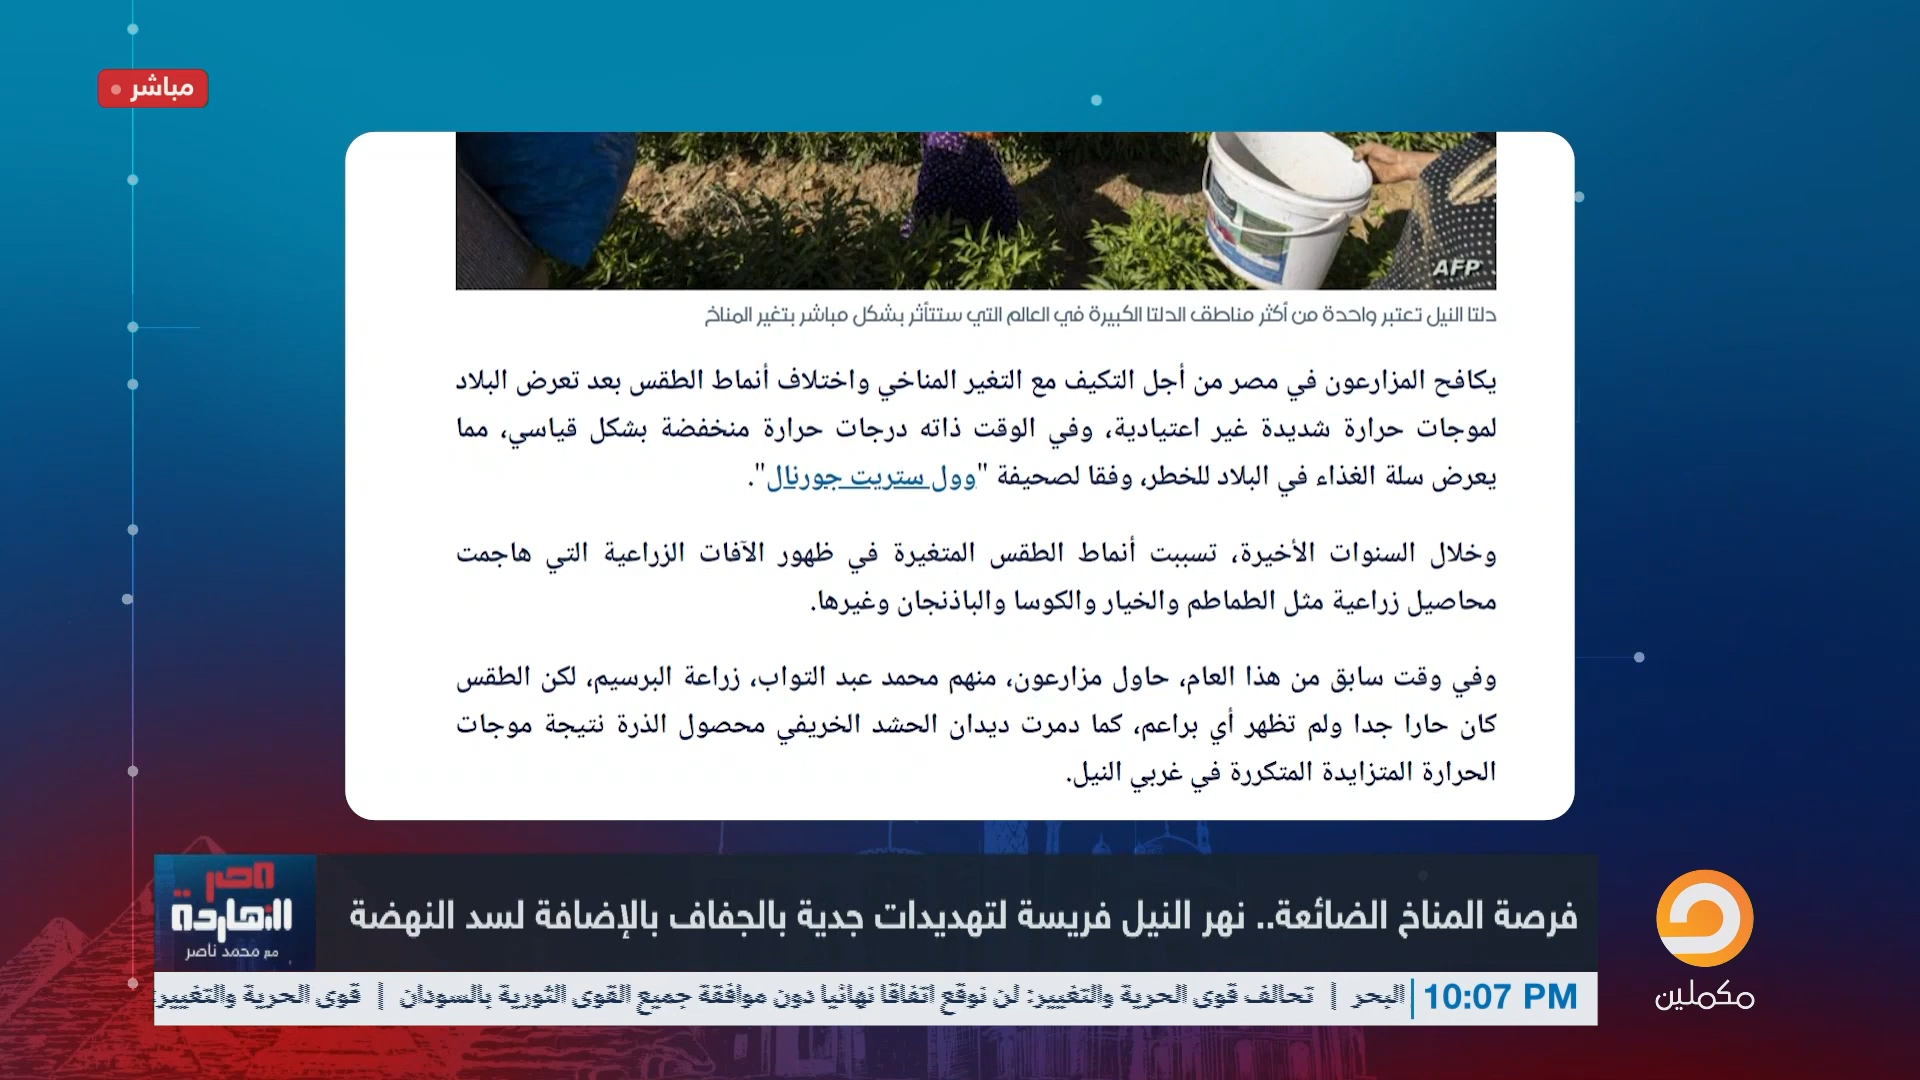 مباشر
AFP
دلتا النيل تعتبر واحدة من أكثر مناطق الدلتا الكبيرة في العالم التي ستتأثر بشكل مباشر بتغير المناخ
يكافح المزارعون في مصر من أجل التكيف مع التغير المناخي واختلاف أنماط الطقس بعد تعرض البلاد
لموجات حرارة شديدة غير اعتيادية، وفي الوقت ذاته درجات حرارة منخفضة بشكل قياسي، مما
يعرض سلة الغذاء في البلاد للخطر، وفقا لصحيفة "وول ستريت جورنال".
وخلال السنوات الأخيرة، تسببت أنماط الطقس المتغيرة في ظهور الآفات الزراعية التي هاجمت
محاصيل زراعية مثل الطماطم والخيار والكوسا والباذنجان وغيرها.
وفي وقت سابق من هذا العام، حاول مزارعون، منهم محمد عبد التواب، زراعة البرسيم، لكن الطقس
كان حارا جدا ولم تظهر أي براعم، كما دمرت ديدان الحشد الخريفي محصول الذرة نتيجة موجات
الحرارة المتزايدة المتكررة في غربي النيل.
فرصة المناخ الضائعة.. نهر النيل فريسة لتهديدات جدية بالجفاف بالإضافة لسد النهضة
مصر
النهاردة
مع محمد ناصر
10:07 PM
البحر | تحالف قوى الحرية والتغيير: لن نوقع اتفاقا نهائيا دون موافقة جميع القوى الثورية بالسودان | قوى الحرية والتغيير:
مكملين